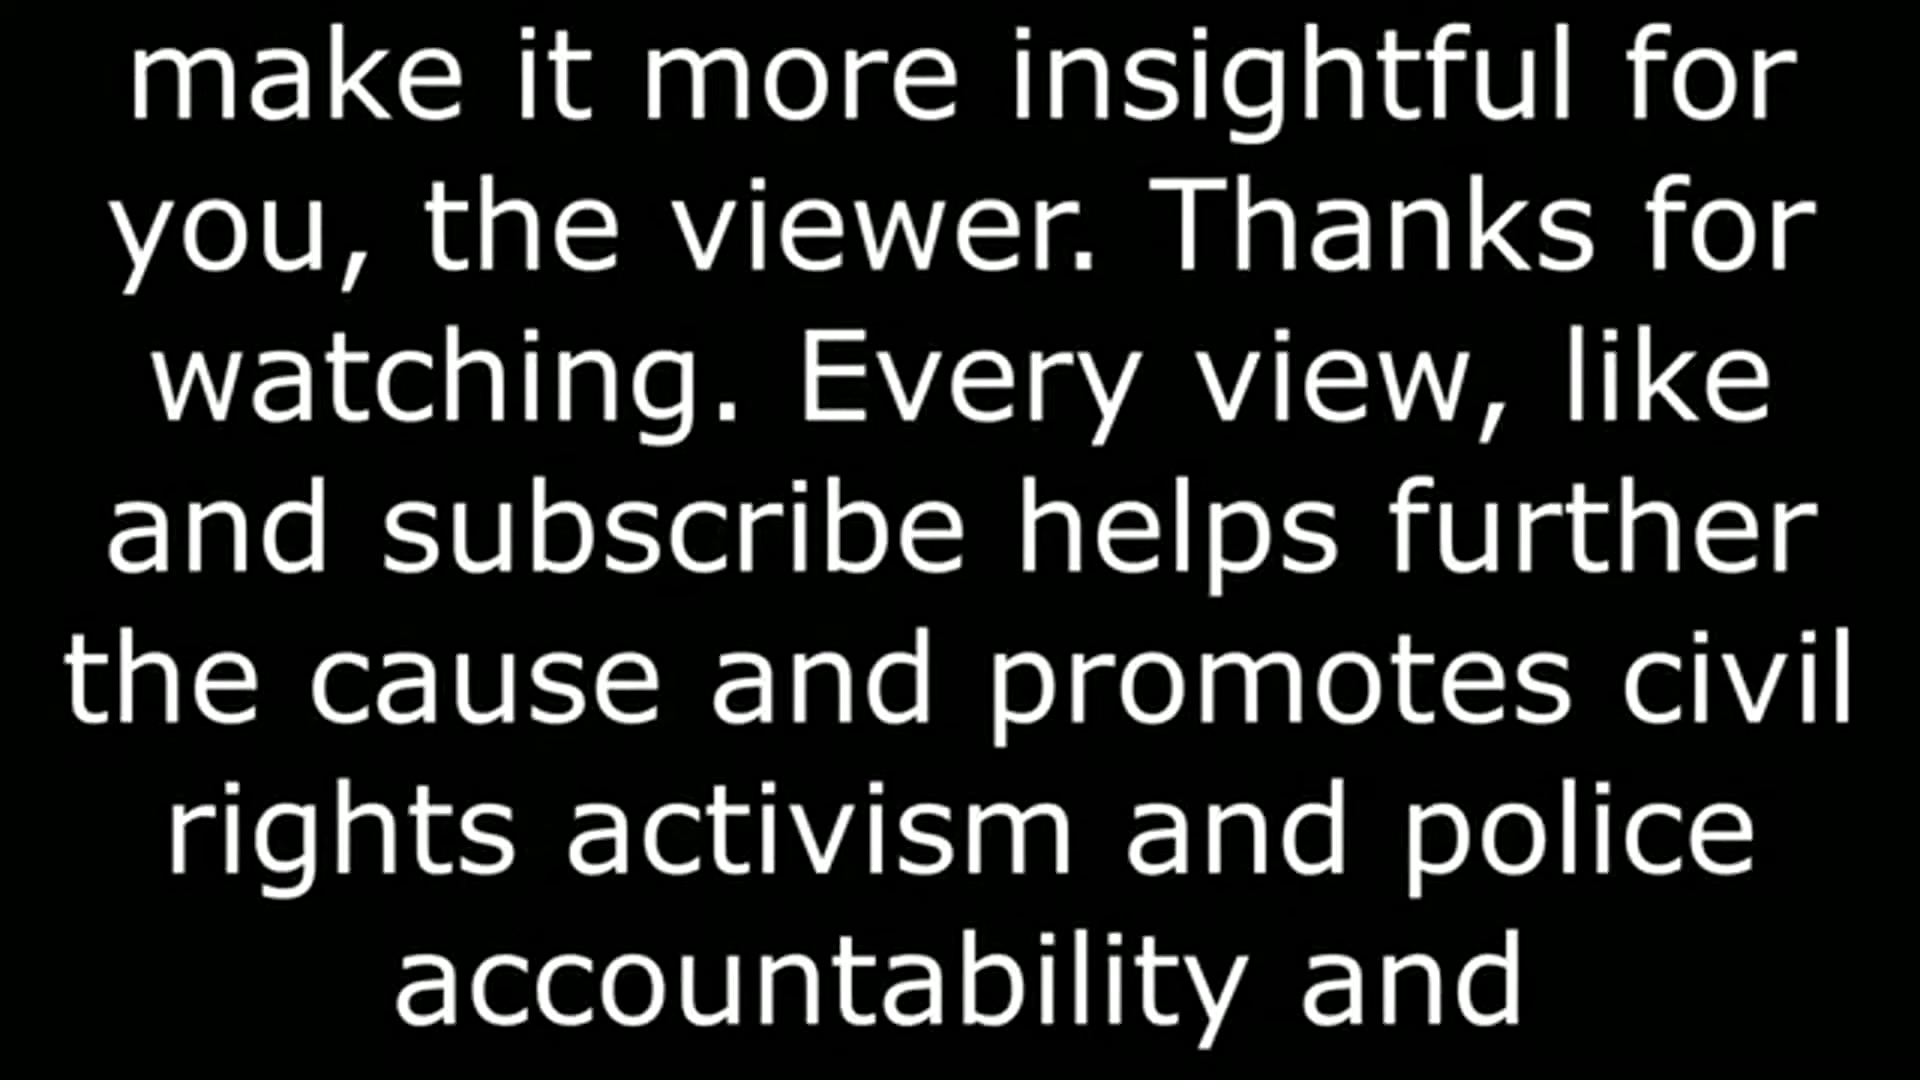 make it more insightful for
you, the viewer. Thanks for
watching. Every view, like
and subscribe helps further
the cause and promotes civil
rights activism and police
accountability and